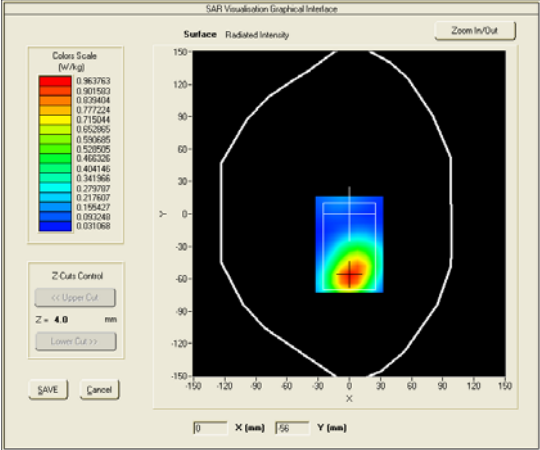 SAR Visualisation Graphical Interface
Surface Radiated Intensity
Zoom In/Out
Colors Scale
(W/kg)
0.963763
0.901583
0.839404
0.777224
0.715044
0.652865
0.590685
0.528505
0.466326
0.404146
0.341966
0.279787
0.217607
0.155427
0.093248
0.031068
Z-Cuts Control
<< Upper Cut
Z = 4.0 mm
Lower Cut >>
SAVE Cancel
150
120
90
60
30
0
-30
-60
-90
-120
-150
Y
-150 -120 -90 -60 -30 0 30 60 90 120 150
X
0 X (mm) -56 Y (mm)